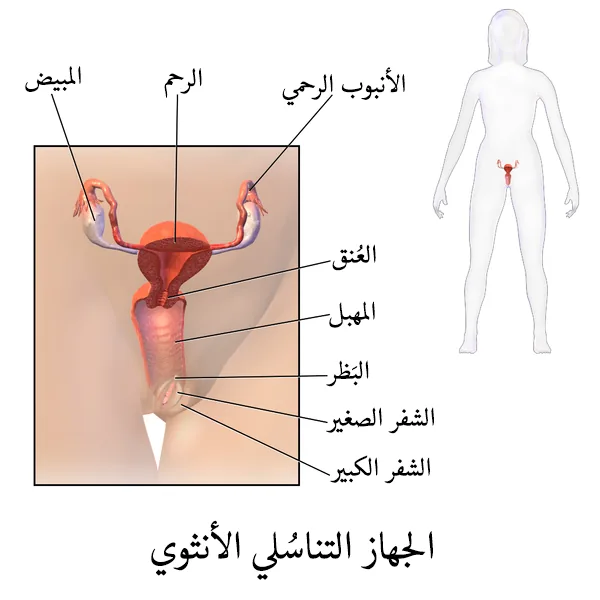 الأنبوب الرحمي
الرحم
المبيض
العُنق
المهبل
البَظر
الشفر الصغير
الشفر الكبير
الجهاز التناسُلي الأنثوي